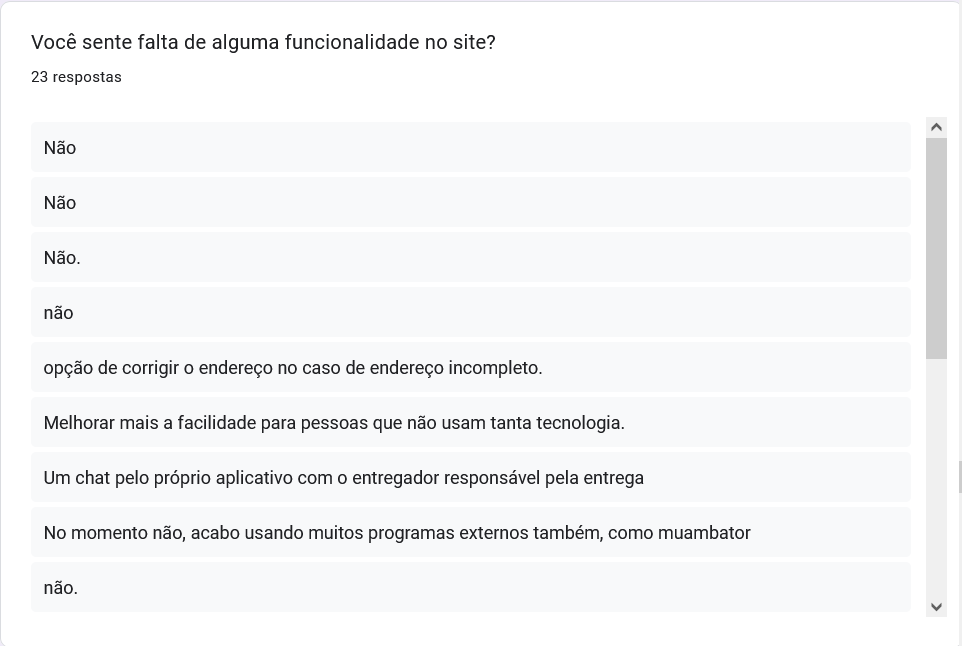 Você sente falta de alguma funcionalidade no site?
23 respostas
Não
Não
Não.
não
opção de corrigir o endereço no caso de endereço incompleto.
Melhorar mais a facilidade para pessoas que não usam tanta tecnologia.
Um chat pelo próprio aplicativo com o entregador responsável pela entrega
No momento não, acabo usando muitos programas externos também, como muambator
não.